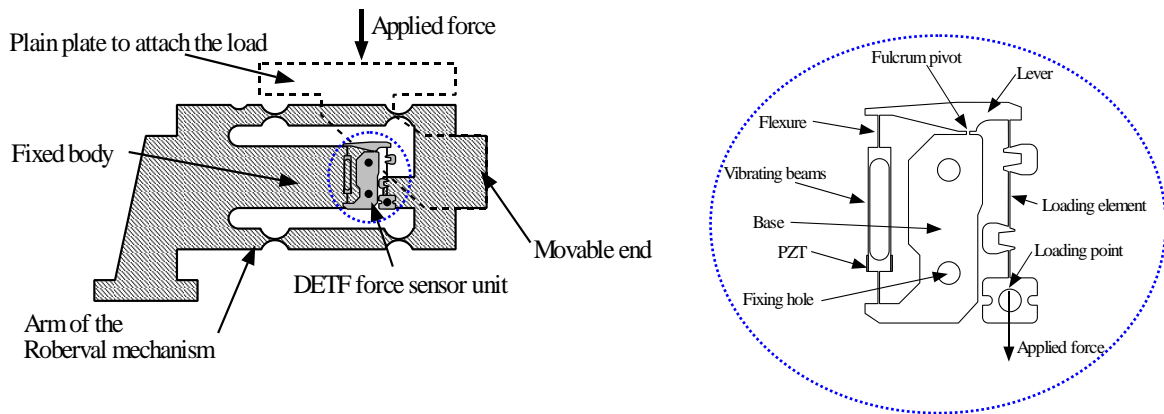 Applied force
Plain plate to attach the load
Fixed body
Movable end
DETF force sensor unit
Arm of the
Roberval mechanism
Fulcrum pivot
Lever
Flexure
Vibrating beams
Loading element
Base
PZT
Loading point
Fixing hole
Applied force